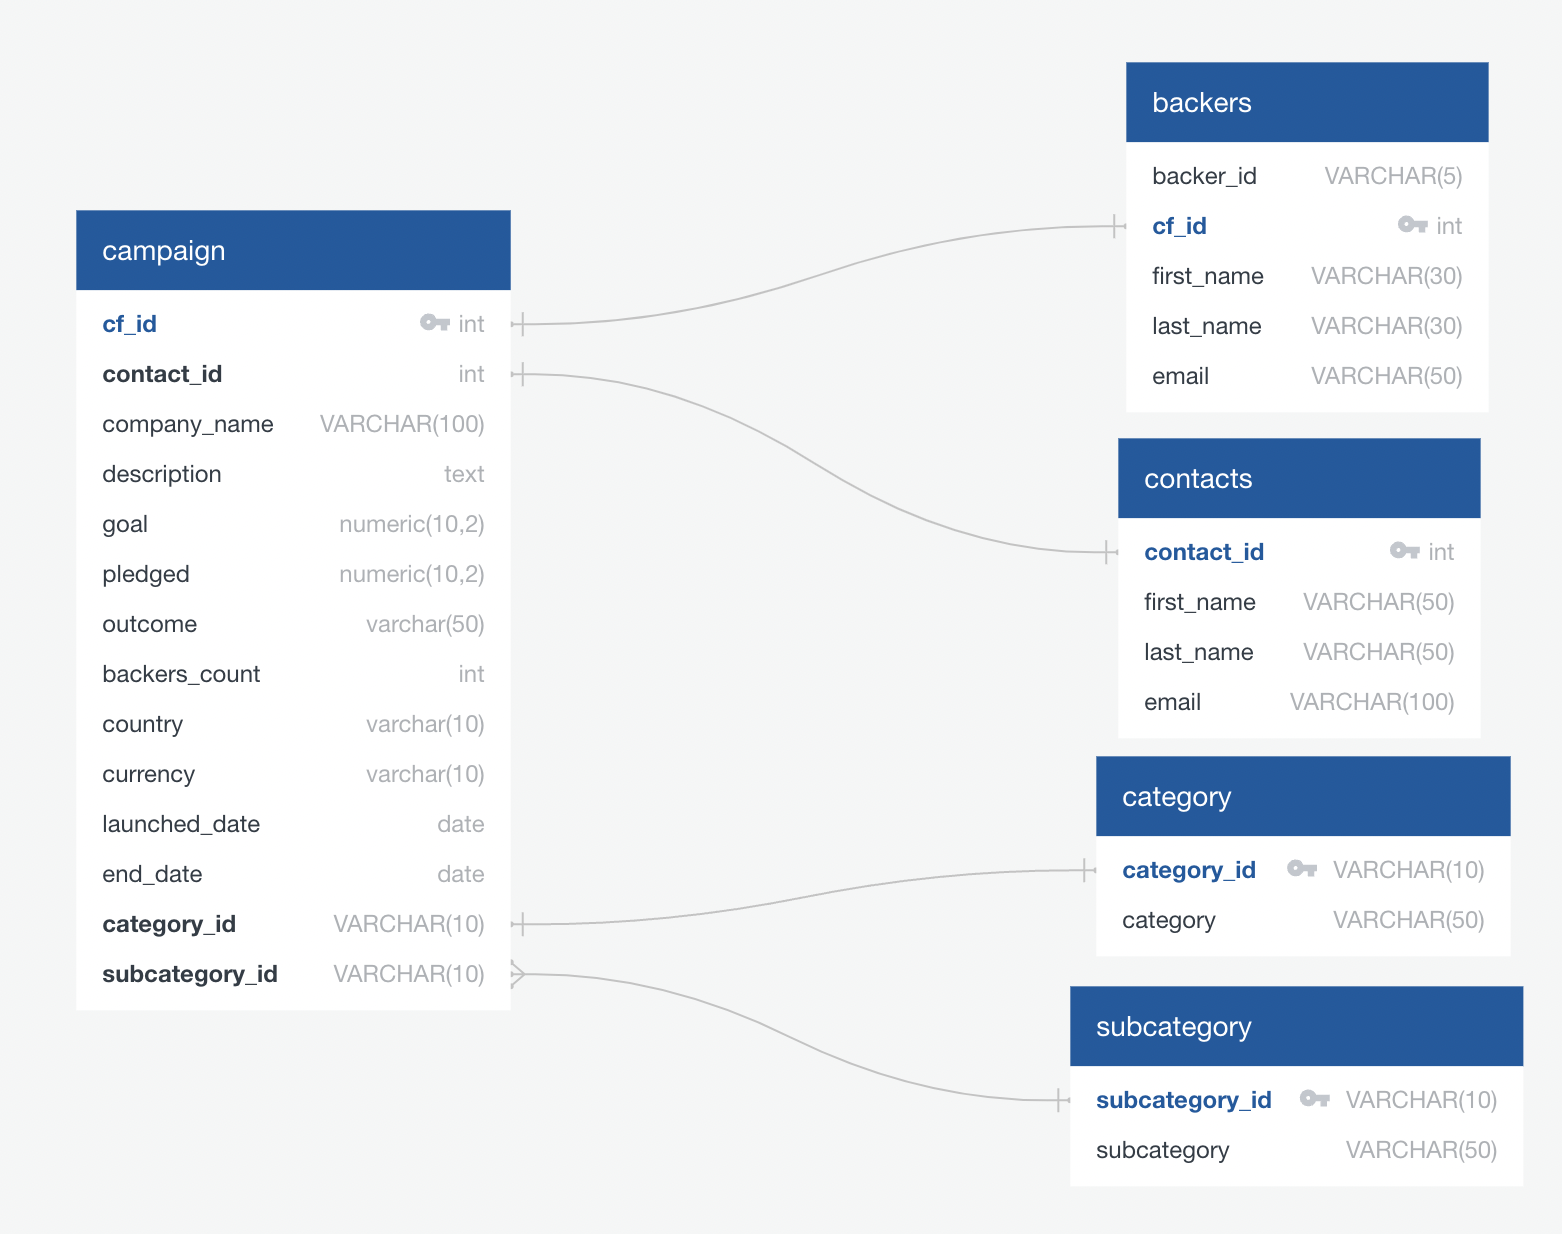 campaign
cf_id int
contact_id int
company_name VARCHAR(100)
description text
goal numeric(10,2)
pledged numeric(10,2)
outcome varchar(50)
backers_count int
country varchar(10)
currency varchar(10)
launched_date date
end_date date
category_id VARCHAR(10)
subcategory_id VARCHAR(10)
backers
backer_id VARCHAR(5)
cf_id int
first_name VARCHAR(30)
last_name VARCHAR(30)
email VARCHAR(50)
contacts
contact_id int
first_name VARCHAR(50)
last_name VARCHAR(50)
email VARCHAR(100)
category
category_id VARCHAR(10)
category VARCHAR(50)
subcategory
subcategory_id VARCHAR(10)
subcategory VARCHAR(50)